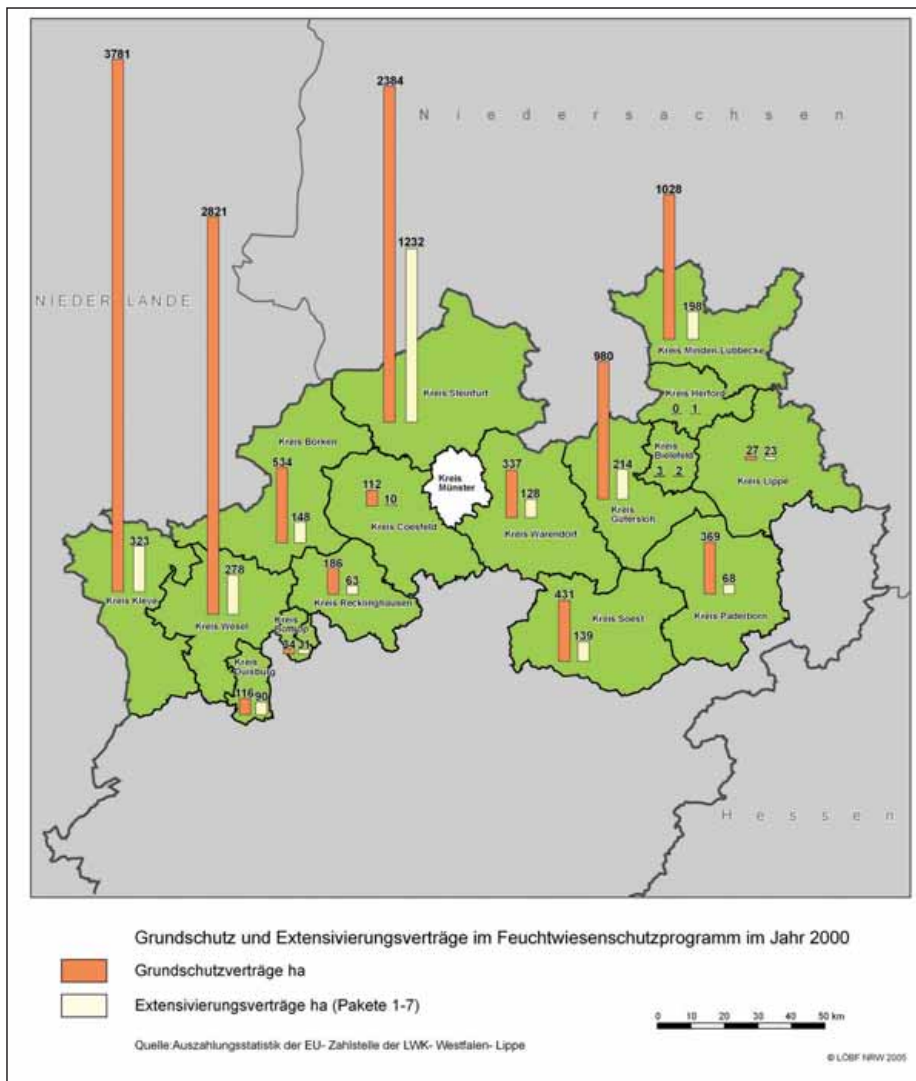 3781
2384
N i e d e r s a c h s e n
1028
2821
1232
NIEDERLANDE
198
Kreis Minden-Lübbecke
980
Kreis Steinfurt
Kreis Herford
0 1
Kreis Borken
Kreis Bielefeld
3 2
27 23
Kreis Lippe
534
148
112
10
Kreis Coesfeld
Kreis Münster
337
128
Kreis Warendorf
214
Kreis Gütersloh
323
Kreis Kleve
278
Kreis Wesel
186
63
Kreis Recklinghausen
369
68
Kreis Paderborn
431
139
Kreis Soest
Kreis Bottrop
Kreis Duisburg
116 90
H e s s e n
Grundschutz und Extensivierungsverträge im Feuchtwiesenschutzprogramm im Jahr 2000
Grundschutzverträge ha
Extensivierungsverträge ha (Pakete 1-7)
0 10 20 30 40 50 km
Quelle:Auszahlungsstatistik der EU- Zahlstelle der LWK- Westfalen- Lippe
© LÖBF NRW 2005